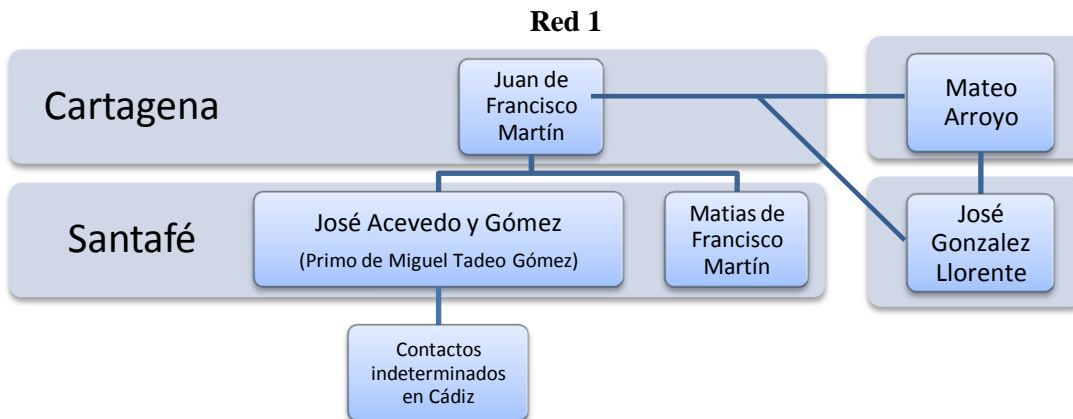 Red 1
Cartagena
Juan de
Francisco
Martín
Mateo
Arroyo
Santafé
José Acevedo y Gómez
(Primo de Miguel Tadeo Gómez)
Matias de
Francisco
Martín
José
Gonzalez
Llorente
Contactos
indeterminados
en Cádiz